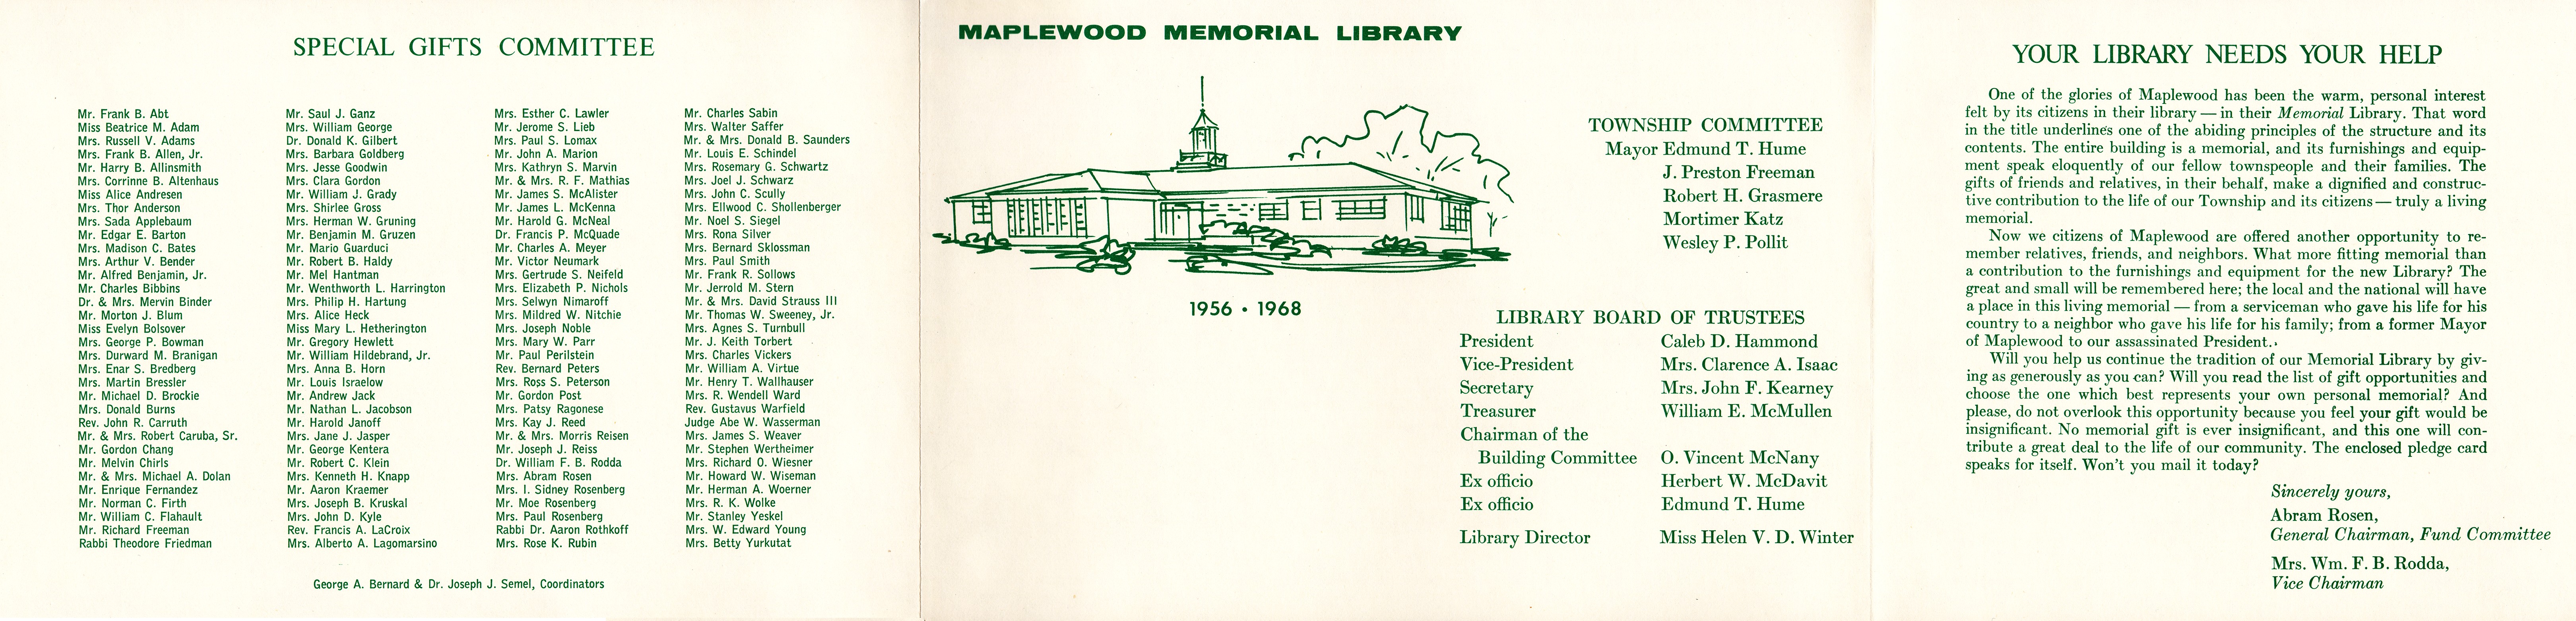 SPECIAL GIFTS COMMITTEE
Mr. Frank B. Abt
Miss Beatrice M. Adam
Mrs. Russell V. Adams
Mrs. Frank B. Allen, Jr.
Mr. Harry B. Allinsmith
Mrs. Corrinne B. Altenhaus
Miss Alice Andresen
Mrs. Thor Anderson
Mrs. Sada Applebaum
Mr. Edgar E. Barton
Mrs. Madison C. Bates
Mrs. Arthur V. Bender
Mr. Alfred Benjamin, Jr.
Mr. Charles Bibbins
Dr. & Mrs. Mervin Binder
Mr. Morton J. Blum
Miss Evelyn Bolsover
Mrs. George P. Bowman
Mrs. Durward M. Branigan
Mrs. Enar S. Bredberg
Mrs. Martin Bressler
Mr. Michael D. Brockie
Mrs. Donald Burns
Rev. John R. Carruth
Mr. & Mrs. Robert Caruba, Sr.
Mr. Gordon Chang
Mr. Melvin Chirls
Mr. & Mrs. Michael A. Dolan
Mr. Enrique Fernandez
Mr. Norman C. Firth
Mr. William C. Flahault
Mr. Richard Freeman
Rabbi Theodore Friedman
Mr. Saul J. Ganz
Mrs. William George
Dr. Donald K. Gilbert
Mrs. Barbara Goldberg
Mrs. Jesse Goodwin
Mrs. Clara Gordon
Mr. William J. Grady
Mrs. Shirlee Gross
Mrs. Herman W. Gruning
Mr. Benjamin M. Gruzen
Mr. Mario Guarduci
Mr. Robert B. Haldy
Mr. Mel Hantman
Mr. Wenthworth L. Harrington
Mrs. Philip H. Hartung
Mrs. Alice Heck
Miss Mary L. Hetherington
Mr. Gregory Hewlett
Mr. William Hildebrand, Jr.
Mrs. Anna B. Horn
Mr. Louis Israelow
Mr. Andrew Jack
Mr. Nathan L. Jacobson
Mr. Harold Janoff
Mrs. Jane J. Jasper
Mr. George Kentera
Mr. Robert C. Klein
Mrs. Kenneth H. Knapp
Mr. Aaron Kraemer
Mrs. Joseph B. Kruskal
Mrs. John D. Kyle
Rev. Francis A. LaCroix
Mrs. Alberto A. Lagomarsino
Mrs. Esther C. Lawler
Mr. Jerome S. Lieb
Mrs. Paul S. Lomax
Mr. John A. Marion
Mrs. Kathryn S. Marvin
Mr. & Mrs. R. F. Mathias
Mr. James S. McAlister
Mr. James L. McKenna
Mr. Harold G. McNeal
Dr. Francis P. McQuade
Mr. Charles A. Meyer
Mr. Victor Neumark
Mrs. Gertrude S. Neifeld
Mrs. Elizabeth P. Nichols
Mrs. Selwyn Nimaroff
Mrs. Mildred W. Nitchie
Mrs. Joseph Noble
Mrs. Mary W. Parr
Mr. Paul Perilstein
Rev. Bernard Peters
Mrs. Ross S. Peterson
Mr. Gordon Post
Mrs. Patsy Ragonese
Mrs. Kay J. Reed
Mr. & Mrs. Morris Reisen
Mr. Joseph J. Reiss
Dr. William F. B. Rodda
Mrs. Abram Rosen
Mrs. I. Sidney Rosenberg
Mr. Moe Rosenberg
Mrs. Paul Rosenberg
Rabbi Dr. Aaron Rothkoff
Mrs. Rose K. Rubin
Mr. Charles Sabin
Mrs. Walter Saffer
Mr. & Mrs. Donald B. Saunders
Mr. Louis E. Schindel
Mrs. Rosemary G. Schwartz
Mrs. Joel J. Schwarz
Mrs. John C. Scully
Mrs. Ellwood C. Shollenberger
Mr. Noel S. Siegel
Mrs. Rona Silver
Mrs. Bernard Sklossman
Mrs. Paul Smith
Mr. Frank R. Sollows
Mr. Jerrold M. Stern
Mr. & Mrs. David Strauss III
Mr. Thomas W. Sweeney, Jr.
Mrs. Agnes S. Turnbull
Mr. J. Keith Torbert
Mrs. Charles Vickers
Mr. William A. Virtue
Mr. Henry T. Wallhauser
Mrs. R. Wendell Ward
Rev. Gustavus Warfield
Judge Abe W. Wasserman
Mrs. James S. Weaver
Mr. Stephen Wertheimer
Mrs. Richard O. Wiesner
Mr. Howard W. Wiseman
Mr. Herman A. Woerner
Mrs. R. K. Wolke
Mr. Stanley Yeskel
Mrs. W. Edward Young
Mrs. Betty Yurkutat
George A. Bernard & Dr. Joseph J. Semel, Coordinators
MAPLEWOOD MEMORIAL LIBRARY
1956 • 1968
TOWNSHIP COMMITTEE
Mayor Edmund T. Hume
J. Preston Freeman
Robert H. Grasmere
Mortimer Katz
Wesley P. Pollit
LIBRARY BOARD OF TRUSTEES
President Caleb D. Hammond
Vice-President Mrs. Clarence A. Isaac
Secretary Mrs. John F. Kearney
Treasurer William E. McMullen
Chairman of the
Building Committee O. Vincent McNany
Ex officio Herbert W. McDavit
Ex officio Edmund T. Hume
Library Director Miss Helen V. D. Winter
YOUR LIBRARY NEEDS YOUR HELP
One of the glories of Maplewood has been the warm, personal interest
felt by its citizens in their library — in their Memorial Library. That word
in the title underlines one of the abiding principles of the structure and its
contents. The entire building is a memorial, and its furnishings and equip-
ment speak eloquently of our fellow townspeople and their families. The
gifts of friends and relatives, in their behalf, make a dignified and construc-
tive contribution to the life of our Township and its citizens — truly a living
memorial.
Now we citizens of Maplewood are offered another opportunity to re-
member relatives, friends, and neighbors. What more fitting memorial than
a contribution to the furnishings and equipment for the new Library? The
great and small will be remembered here; the local and the national will have
a place in this living memorial — from a serviceman who gave his life for his
country to a neighbor who gave his life for his family; from a former Mayor
of Maplewood to our assassinated President.
Will you help us continue the tradition of our Memorial Library by giv-
ing as generously as you can? Will you read the list of gift opportunities and
choose the one which best represents your own personal memorial? And
please, do not overlook this opportunity because you feel your gift would be
insignificant. No memorial gift is ever insignificant, and this one will con-
tribute a great deal to the life of our community. The enclosed pledge card
speaks for itself. Won't you mail it today?
Sincerely yours,
Abram Rosen,
General Chairman, Fund Committee
Mrs. Wm. F. B. Rodda,
Vice Chairman